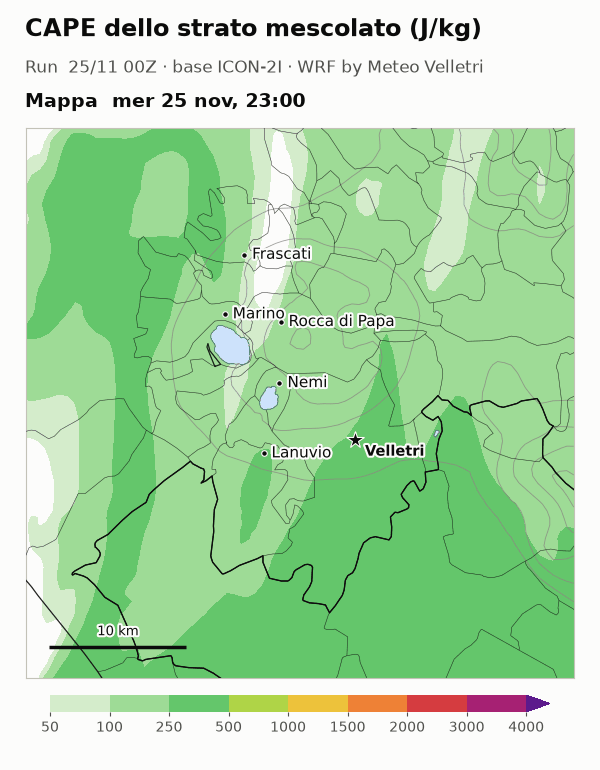 CAPE dello strato mescolato (J/kg)
Run  25/11 00Z · base ICON-2I · WRF by Meteo Velletri
Mappa  mer 25 nov, 23:00
Frascati
Marino
Rocca di Papa
Nemi
Velletri
Lanuvio
10 km
50 100 250 500 1000 1500 2000 3000 4000